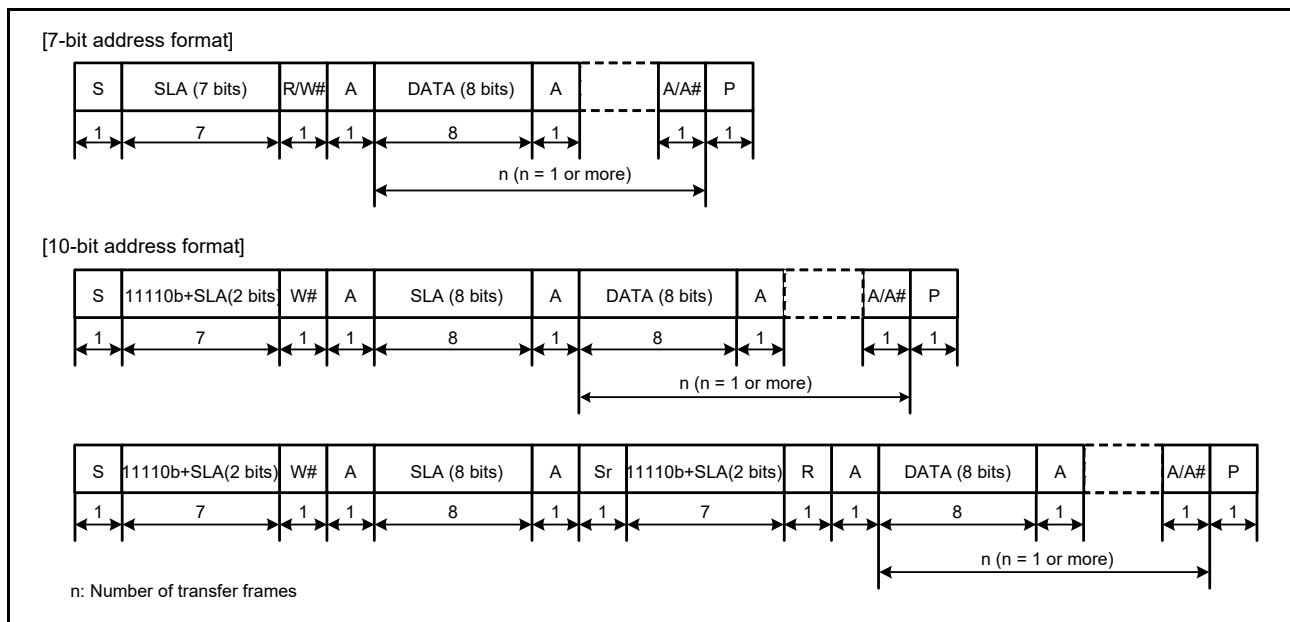 [7-bit address format]
S SLA (7 bits) R/W# A DATA (8 bits) A A/A# P
1 7 1 1 8 1 1 1
n (n = 1 or more)
[10-bit address format]
S 11110b+SLA(2 bits) W# A SLA (8 bits) A DATA (8 bits) A A/A# P
1 7 1 1 8 1 8 1 1 1
n (n = 1 or more)
S 11110b+SLA(2 bits) W# A SLA (8 bits) A Sr 11110b+SLA(2 bits) R A DATA (8 bits) A A/A# P
1 7 1 1 8 1 1 7 1 1 8 1 1 1
n (n = 1 or more)
n: Number of transfer frames